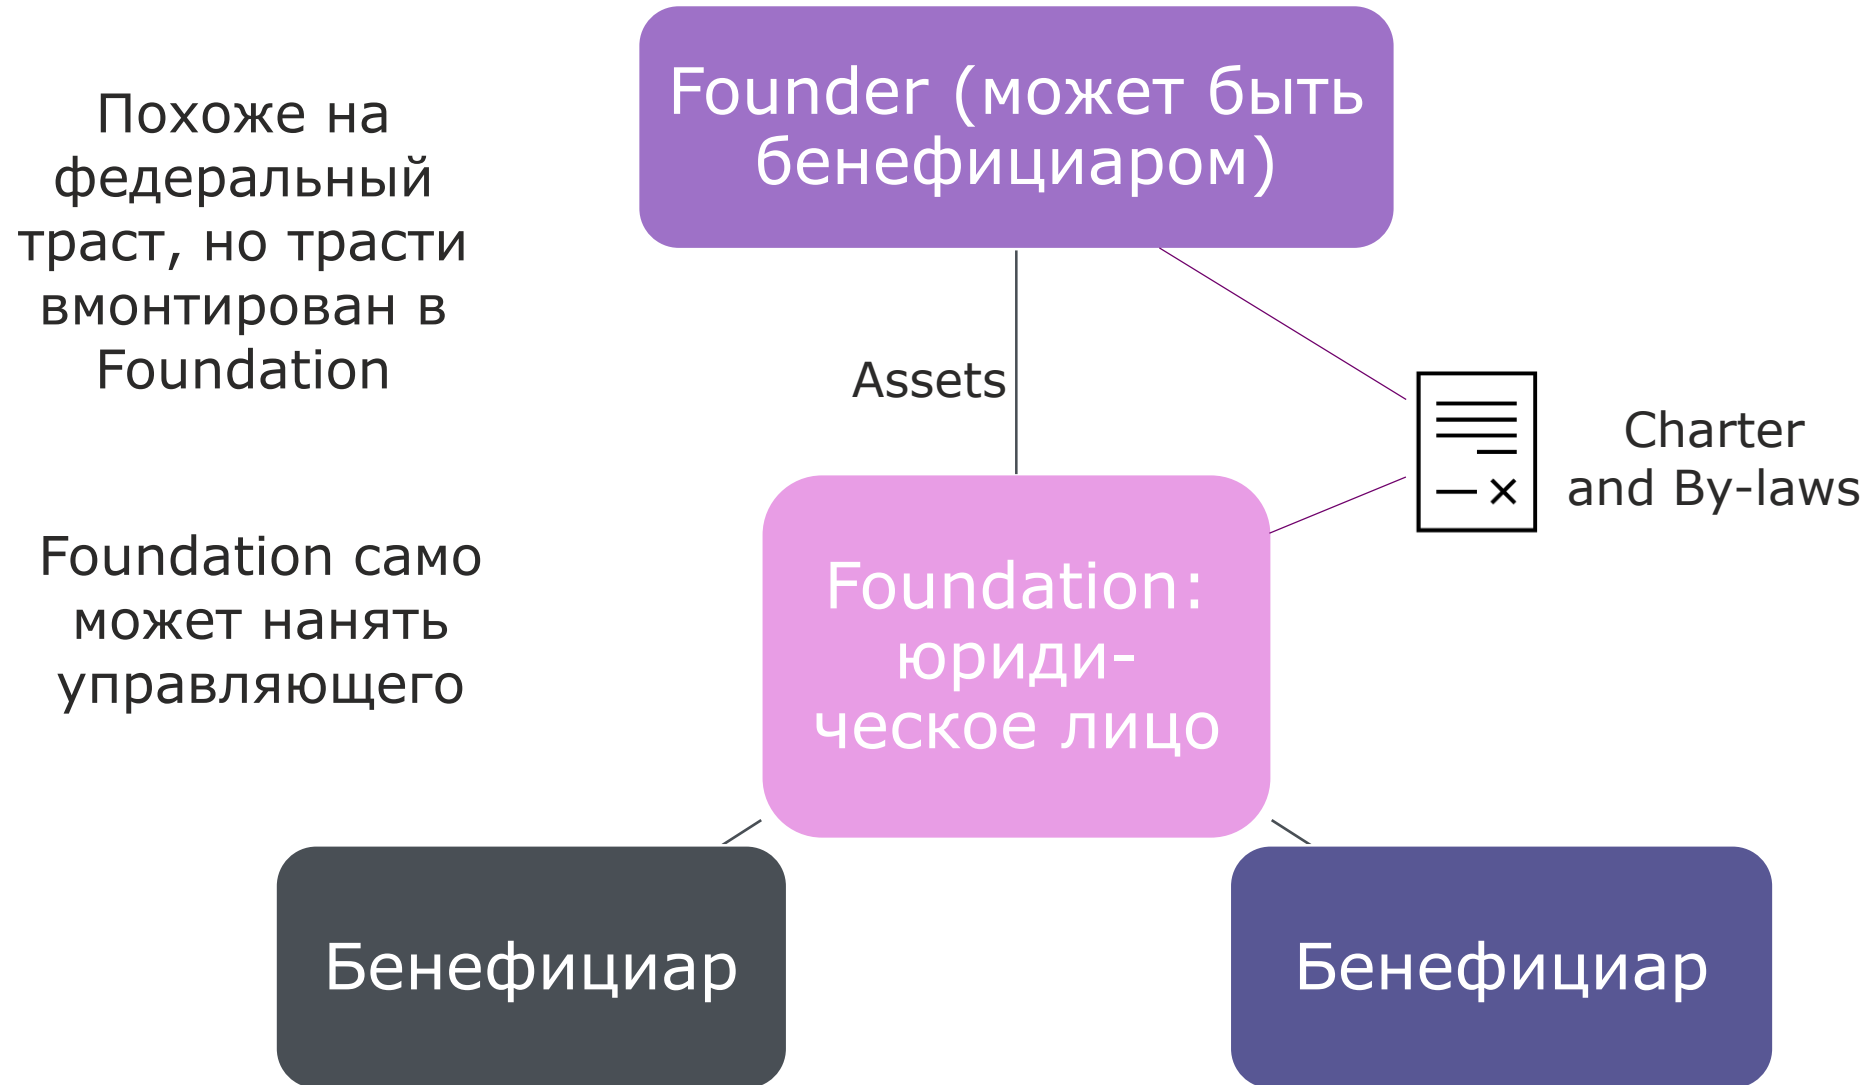 Похоже на
федеральный
траст, но трасти
вмонтирован в
Foundation
Foundation само
может нанять
управляющего
Founder (может быть
бенефициаром)
Assets
Charter
and By-laws
Foundation:
юриди-
ческое лицо
Бенефициар
Бенефициар